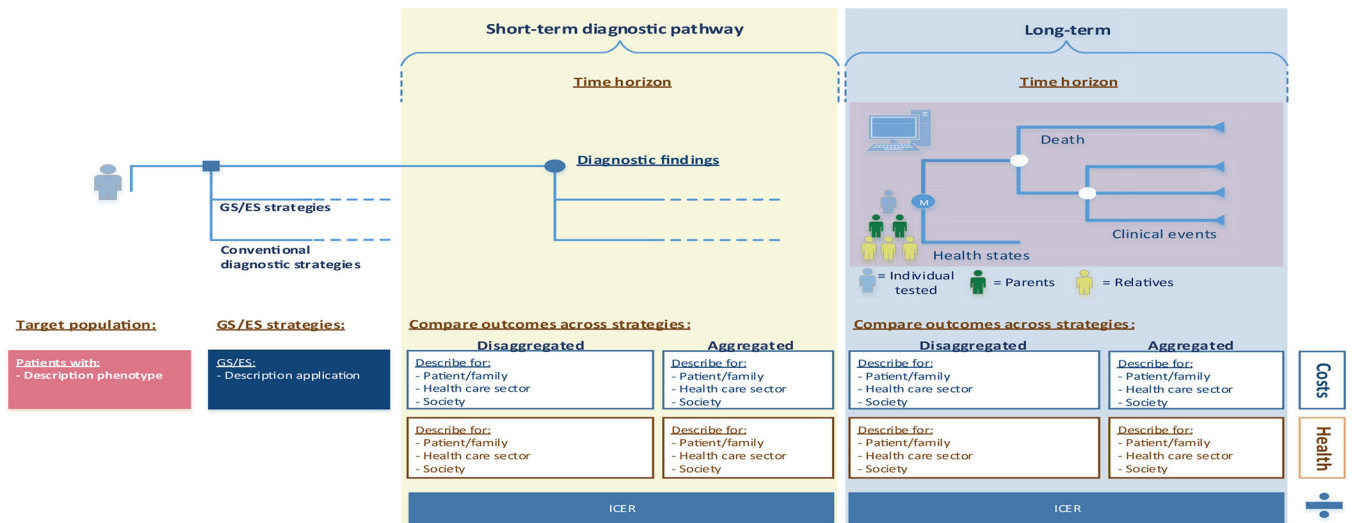 Short-term diagnostic pathway
Long-term
Time horizon
Time horizon
Death
Diagnostic findings
GS/ES strategies
M
Conventional
diagnostic strategies
Clinical events
Health states
= Individual
tested
= Parents
= Relatives
Target population:
GS/ES strategies:
Compare outcomes across strategies:
Compare outcomes across strategies:
Disaggregated
Aggregated
Disaggregated
Aggregated
Patients with:
- Description phenotype
GS/ES:
- Description application
Describe for:
- Patient/family
- Health care sector
- Society
Describe for:
- Patient/family
- Health care sector
- Society
Describe for:
- Patient/family
- Health care sector
- Society
Describe for:
- Patient/family
- Health care sector
- Society
Costs
Describe for:
- Patient/family
- Health care sector
- Society
Describe for:
- Patient/family
- Health care sector
- Society
Describe for:
- Patient/family
- Health care sector
- Society
Describe for:
- Patient/family
- Health care sector
- Society
Health
ICER
ICER
÷